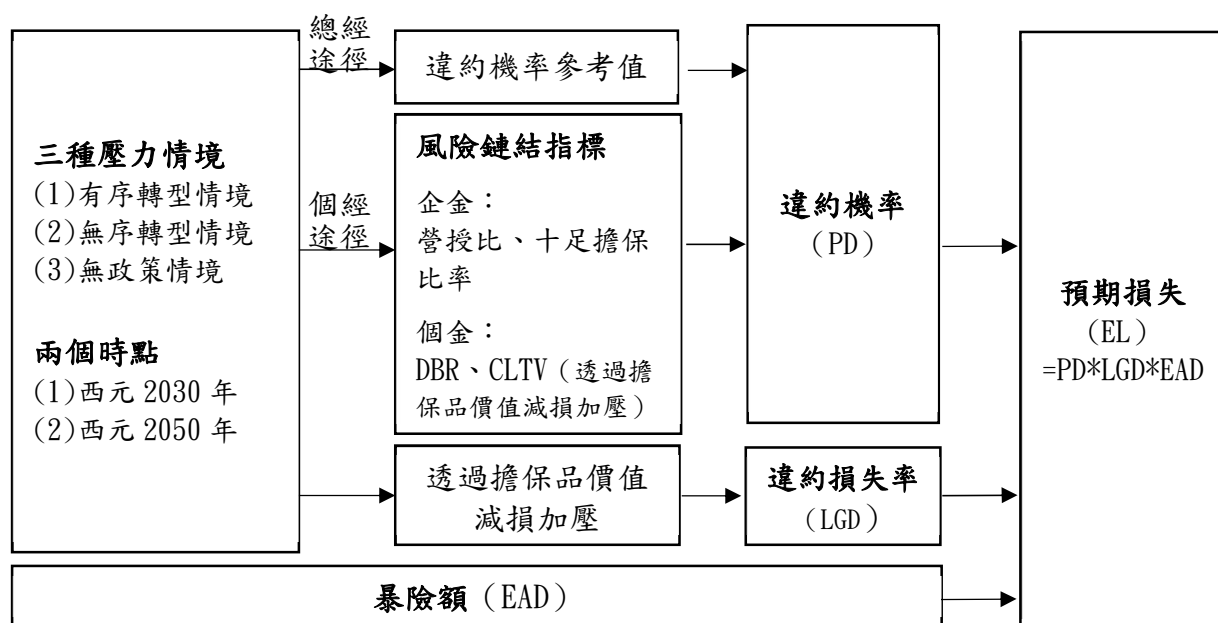 三種壓力情境
(1)有序轉型情境
(2)無序轉型情境
(3)無政策情境
兩個時點
(1)西元 2030 年
(2)西元 2050 年
總經
途徑
個經
途徑
違約機率參考值
風險鏈結指標
企金：
營授比、十足擔保
比率
個金：
DBR、CLTV（透過擔
保品價值減損加壓）
透過擔保品價值
減損加壓
違約機率
(PD)
違約損失率
(LGD)
預期損失
(EL)
=PD*LGD*EAD
暴險額（EAD）